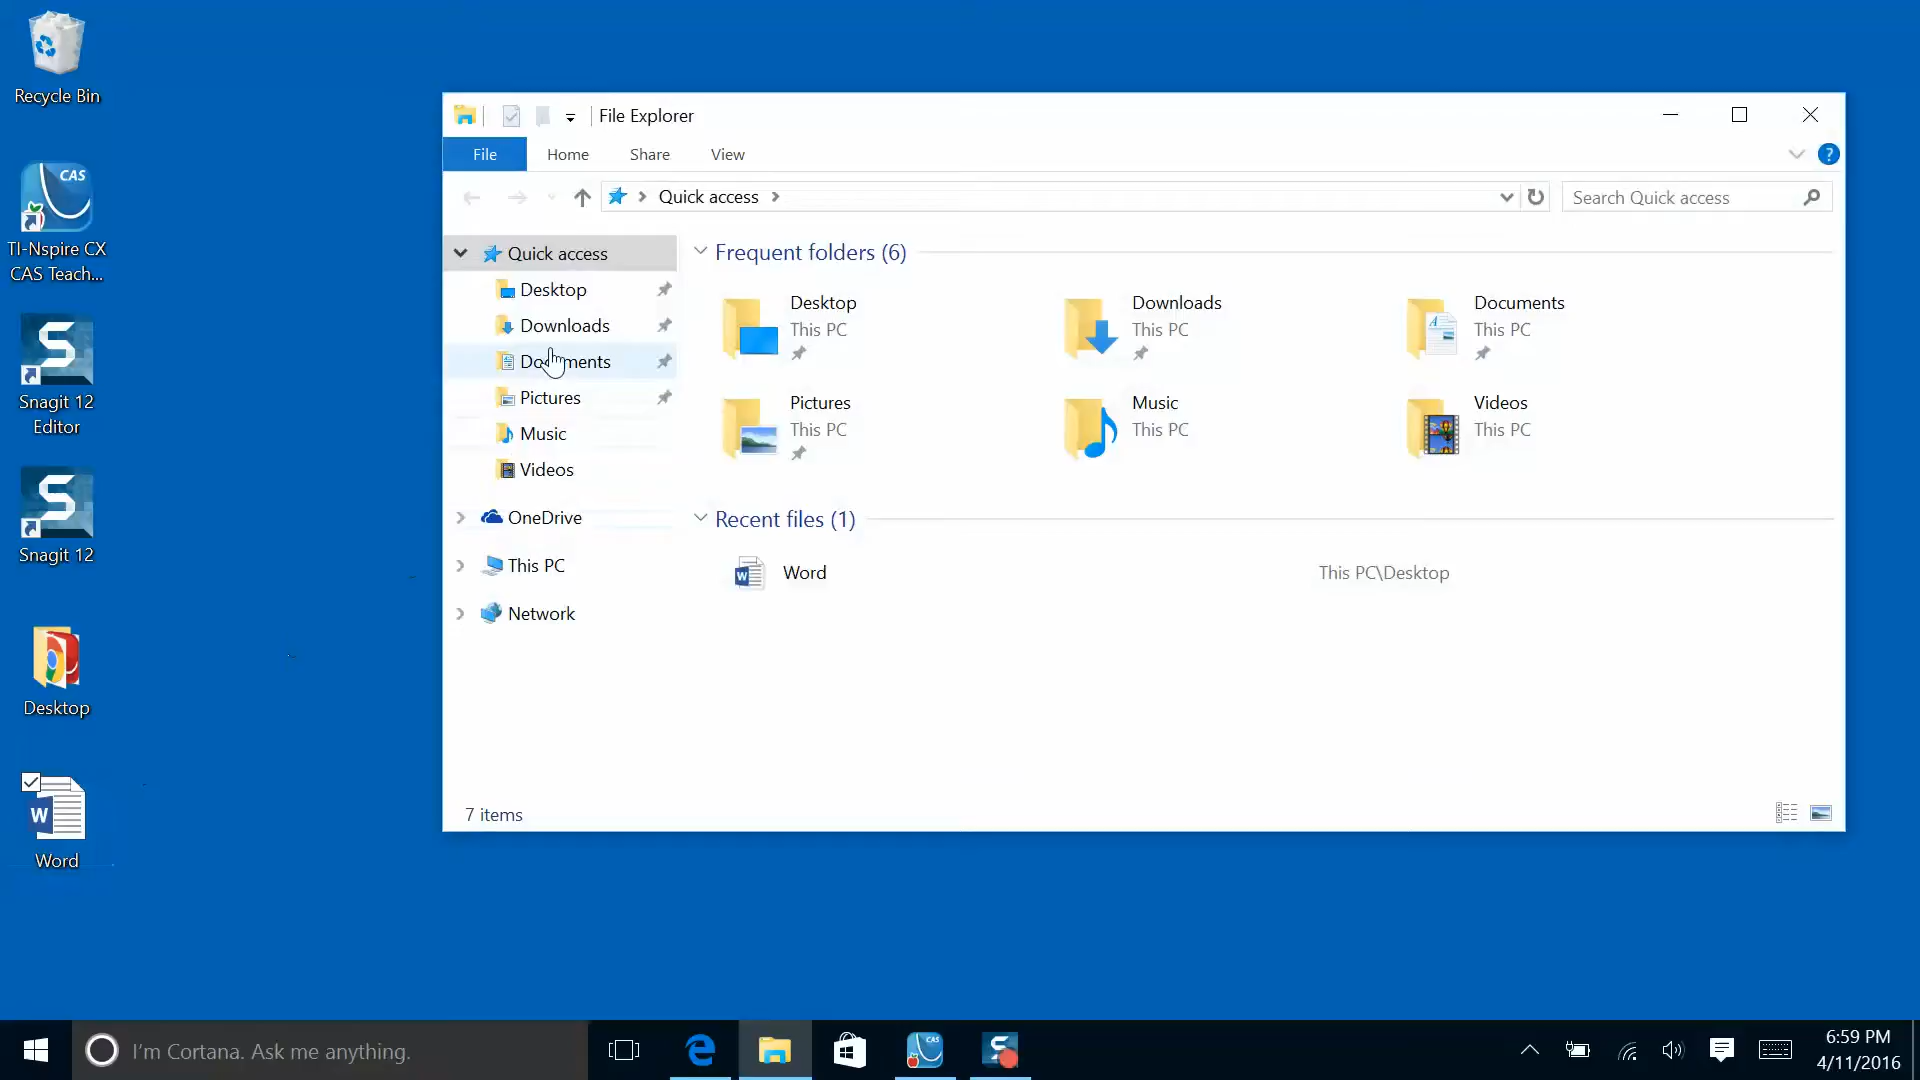 Recycle Bin
CAS
TI-Nspire CX
CAS Teach...
S
Snagit 12
Editor
S
Snagit 12
Desktop
W
Word
File Explorer
File Home Share View
?
Quick access
Search Quick access
Quick access
Desktop
Downloads
Documents
Pictures
Music
Videos
OneDrive
This PC
Network
Frequent folders (6)
Desktop
This PC
Downloads
This PC
Documents
This PC
Pictures
This PC
Music
This PC
Videos
This PC
Recent files (1)
Word This PC\Desktop
7 items
I'm Cortana. Ask me anything.
CAS
S
6:59 PM
4/11/2016